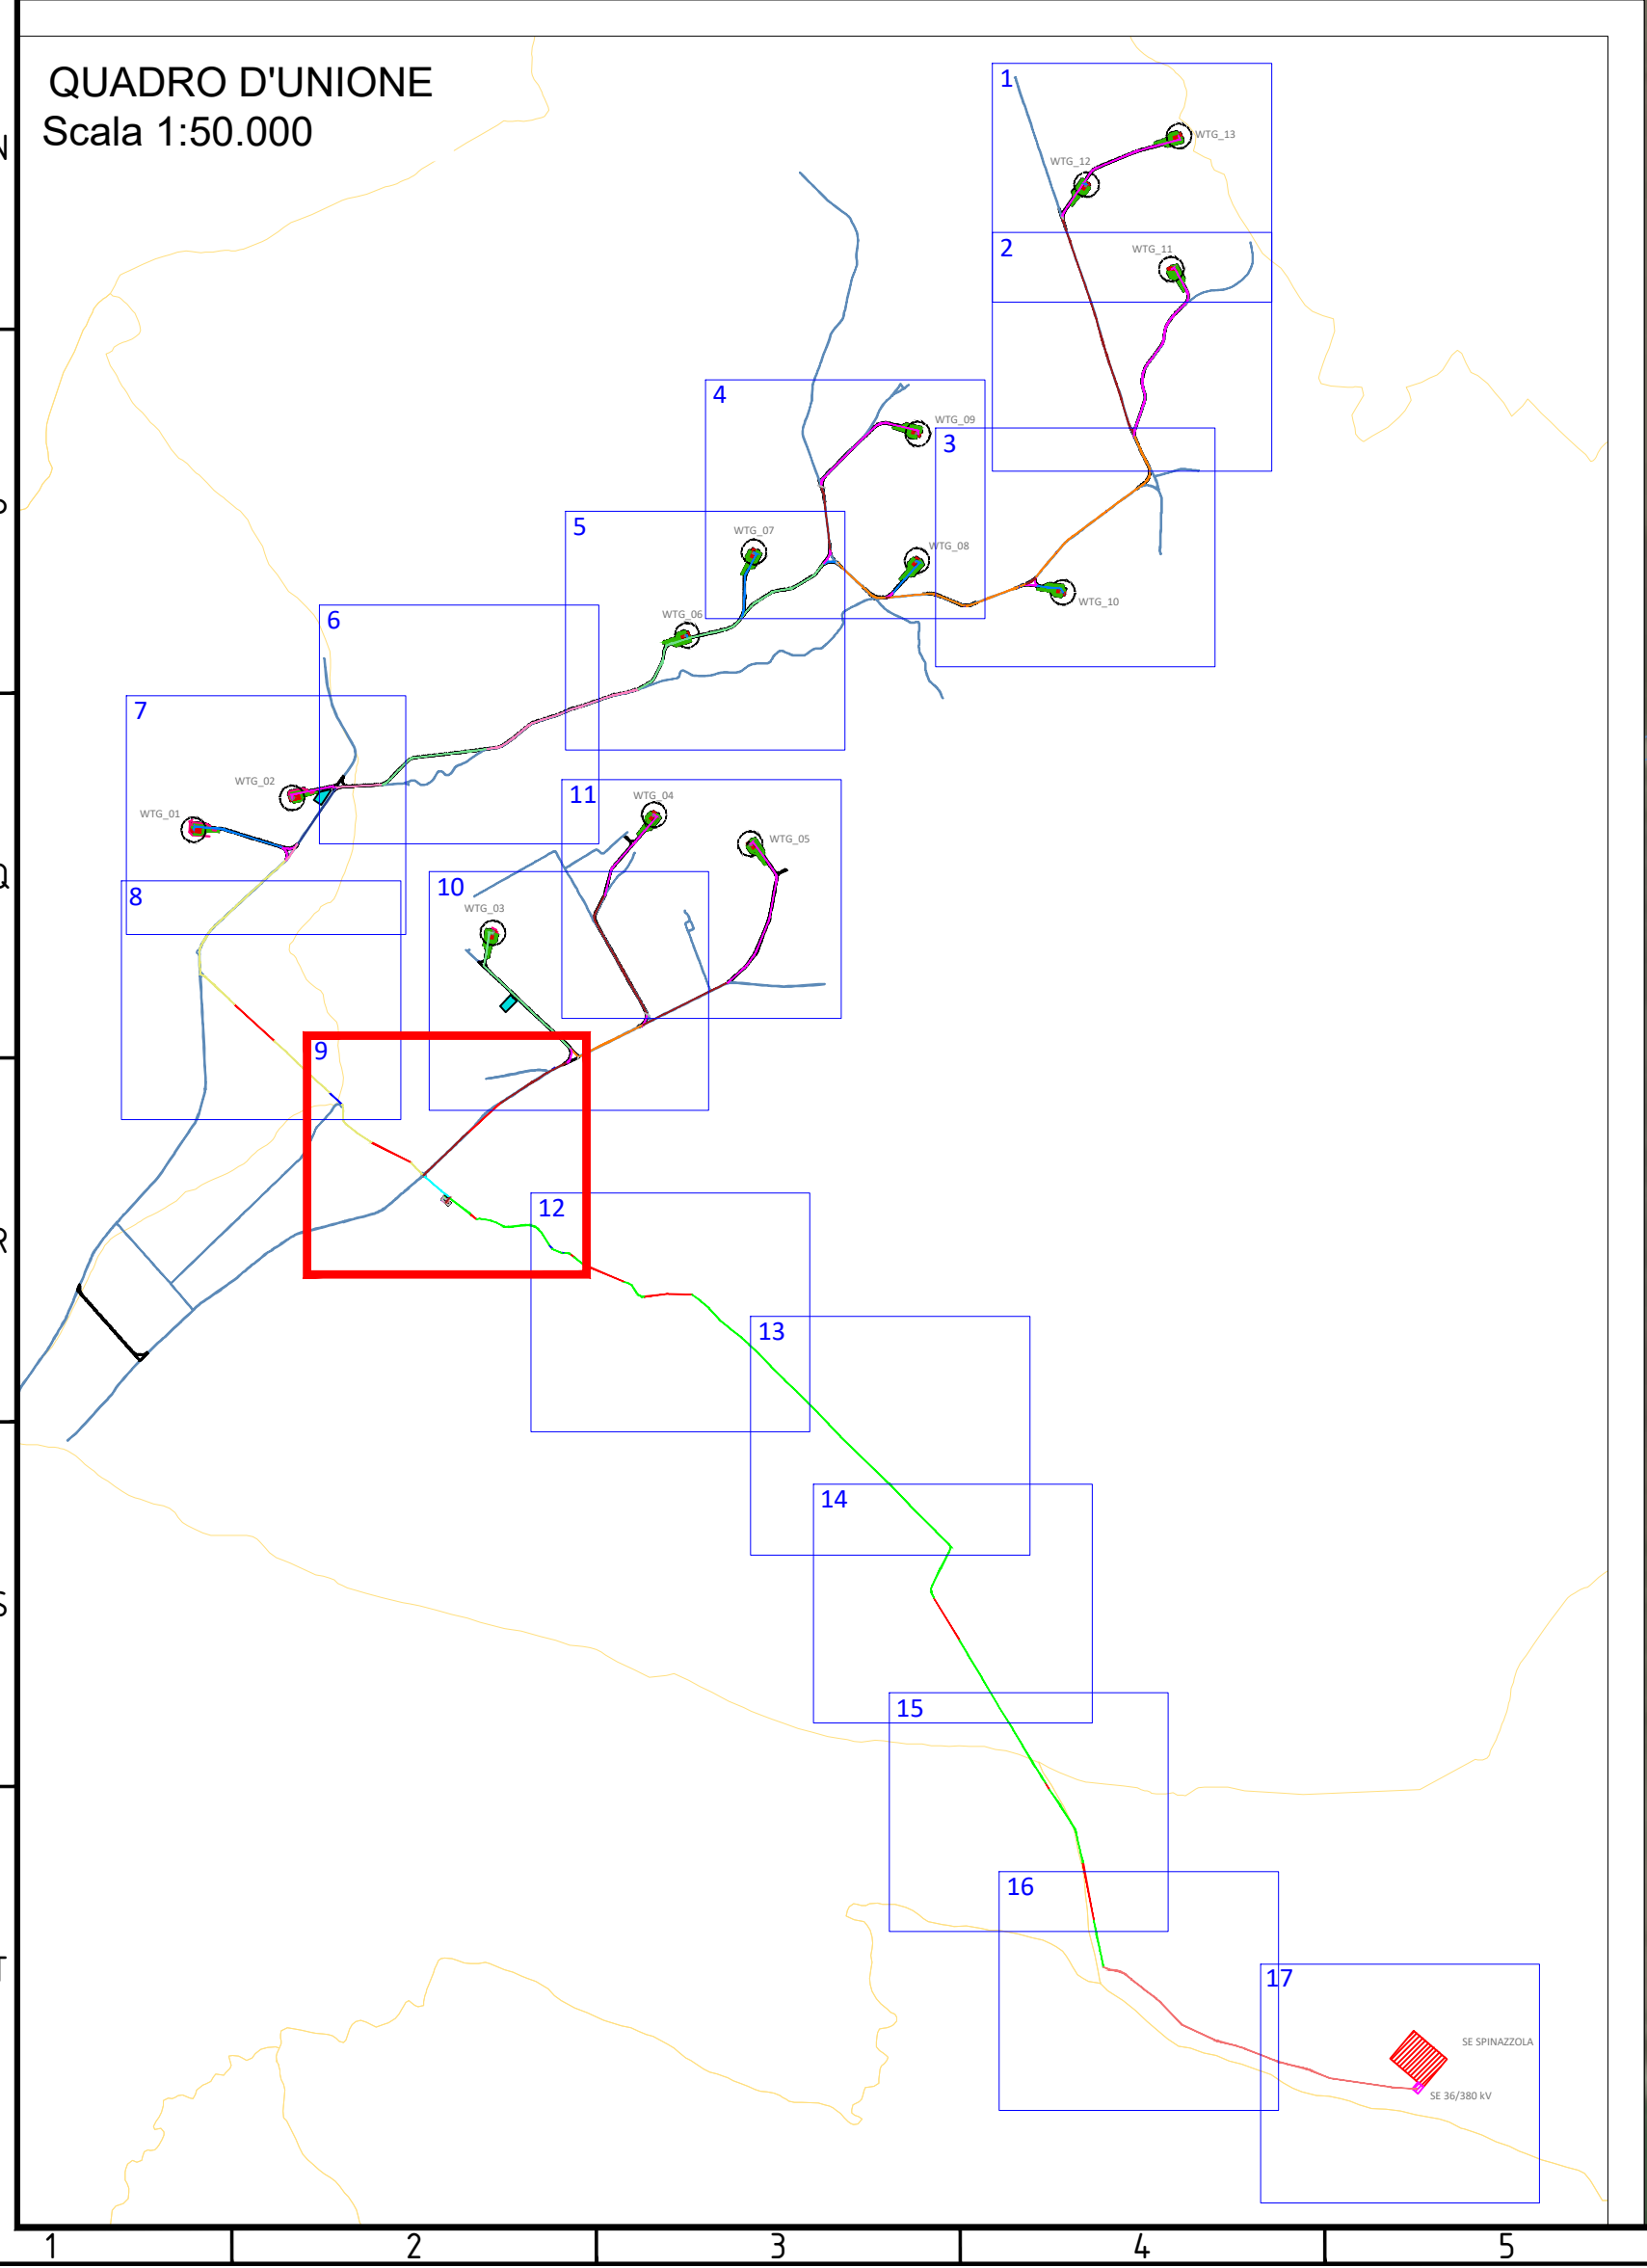 QUADRO D'UNIONE
Scala 1:50.000
1
WTG_13
WTG_12
N
2
WTG_11
4
WTG_09
3
P
5
WTG_07
WTG_08
WTG_10
6
WTG_06
7
WTG_02
11
WTG_04
WTG_01
WTG_05
Q
8
10
WTG_03
9
12
R
13
14
S
15
16
T
17
SE SPINAZZOLA
SE 36/380 kV
1
2
3
4
5